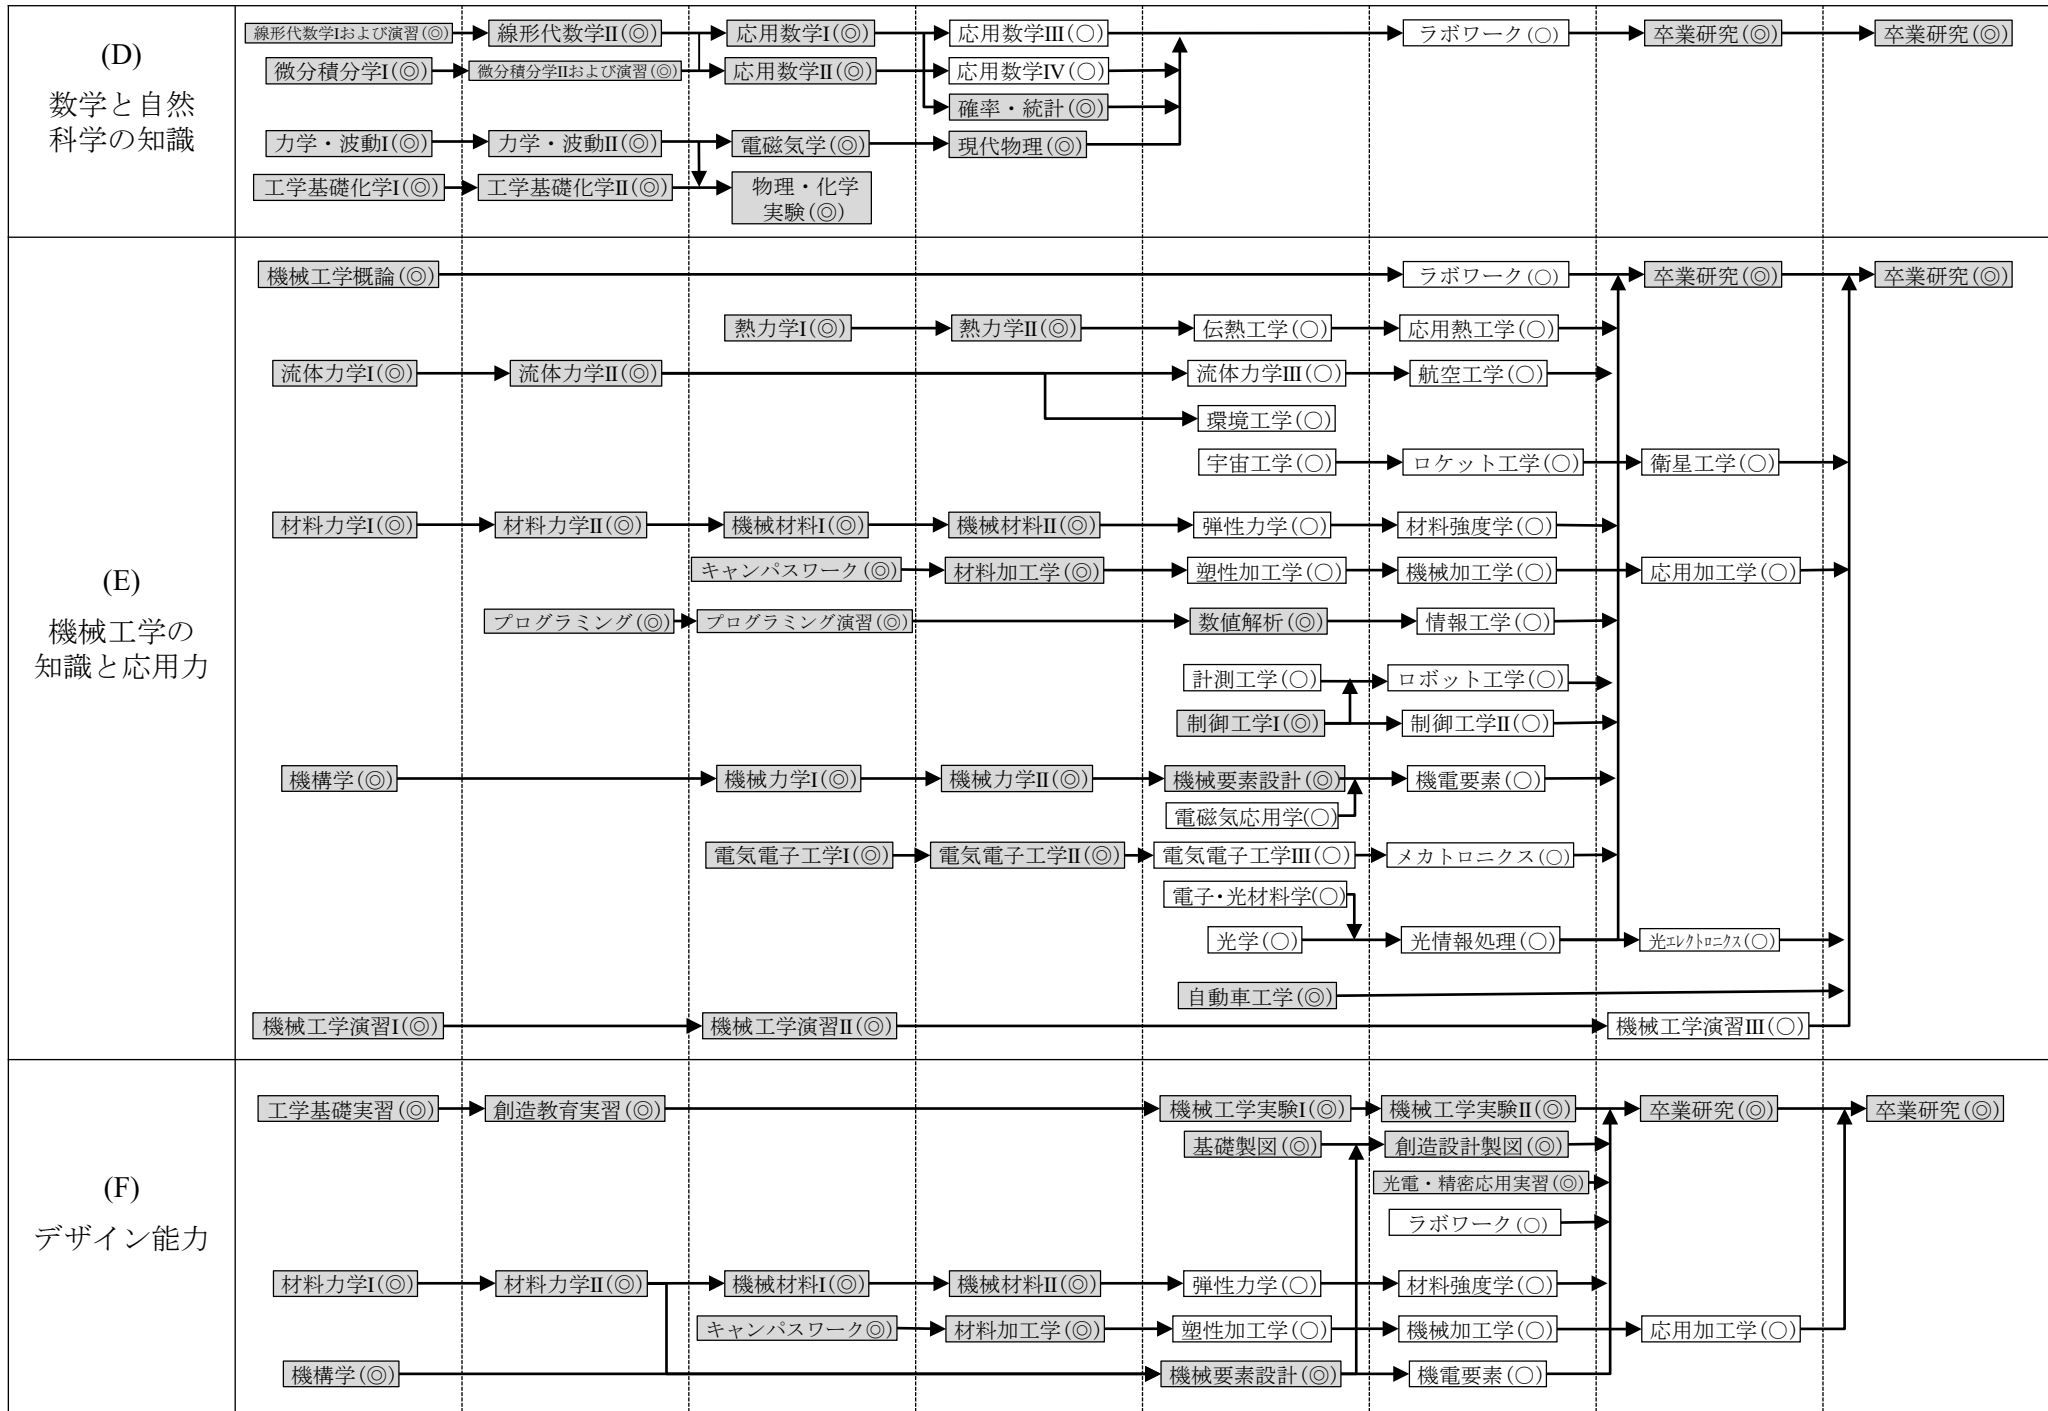 (D)
数学と自然
科学の知識
線形代数学Iおよび演習(◎)
線形代数学II(◎)
応用数学I(◎)
応用数学III(○)
ラボワーク(○)
卒業研究(◎)
卒業研究(◎)
微分積分学I(◎)
微分積分学IIおよび演習(◎)
応用数学II(◎)
応用数学IV(○)
確率・統計(◎)
力学・波動I(◎)
力学・波動II(◎)
電磁気学(◎)
現代物理(◎)
工学基礎化学I(◎)
工学基礎化学II(◎)
物理・化学
実験(◎)
(E)
機械工学の
知識と応用力
機械工学概論(◎)
ラボワーク(○)
卒業研究(◎)
卒業研究(◎)
熱力学I(◎)
熱力学II(◎)
伝熱工学(○)
応用熱工学(○)
流体力学I(◎)
流体力学II(◎)
流体力学III(○)
航空工学(○)
環境工学(○)
宇宙工学(○)
ロケット工学(○)
衛星工学(○)
材料力学I(◎)
材料力学II(◎)
機械材料I(◎)
機械材料II(◎)
弾性力学(○)
材料強度学(○)
キャンパスワーク(◎)
材料加工学(◎)
塑性加工学(○)
機械加工学(○)
応用加工学(○)
プログラミング(◎)
プログラミング演習(◎)
数値解析(◎)
情報工学(○)
計測工学(○)
ロボット工学(○)
制御工学I(◎)
制御工学II(○)
機構学(◎)
機械力学I(◎)
機械力学II(◎)
機械要素設計(◎)
機電要素(○)
電磁気応用学(○)
電気電子工学I(◎)
電気電子工学II(◎)
電気電子工学III(○)
メカトロニクス(○)
電子・光材料学(○)
光学(○)
光情報処理(○)
光エレクトロニクス(○)
自動車工学(◎)
機械工学演習I(◎)
機械工学演習II(◎)
機械工学演習III(○)
(F)
デザイン能力
工学基礎実習(◎)
創造教育実習(◎)
機械工学実験I(◎)
機械工学実験II(◎)
卒業研究(◎)
卒業研究(◎)
基礎製図(◎)
創造設計製図(◎)
光電・精密応用実習(◎)
ラボワーク(○)
材料力学I(◎)
材料力学II(◎)
機械材料I(◎)
機械材料II(◎)
弾性力学(○)
材料強度学(○)
キャンパスワーク◎)
材料加工学(◎)
塑性加工学(○)
機械加工学(○)
応用加工学(○)
機構学(◎)
機械要素設計(◎)
機電要素(○)